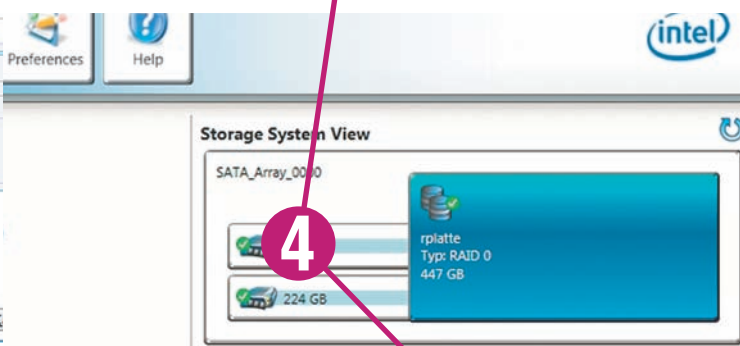 Preferences
Help
(intel)
Storage System View
SATA_Array_0000
rplatte
Typ: RAID 0
447 GB
4
224 GB